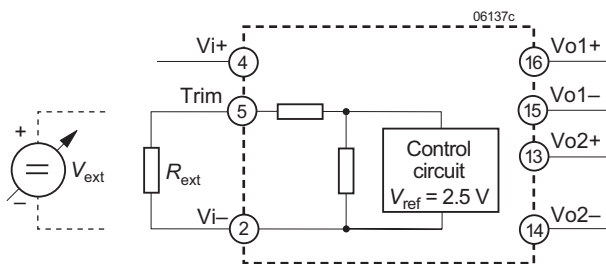 06137c
Vi+
4
16
Vo1+
Trim
5
15
Vo1–
13
Vo2+
+
–
Vext
Rext
Control
circuit
Vref = 2.5 V
Vi–
2
14
Vo2–